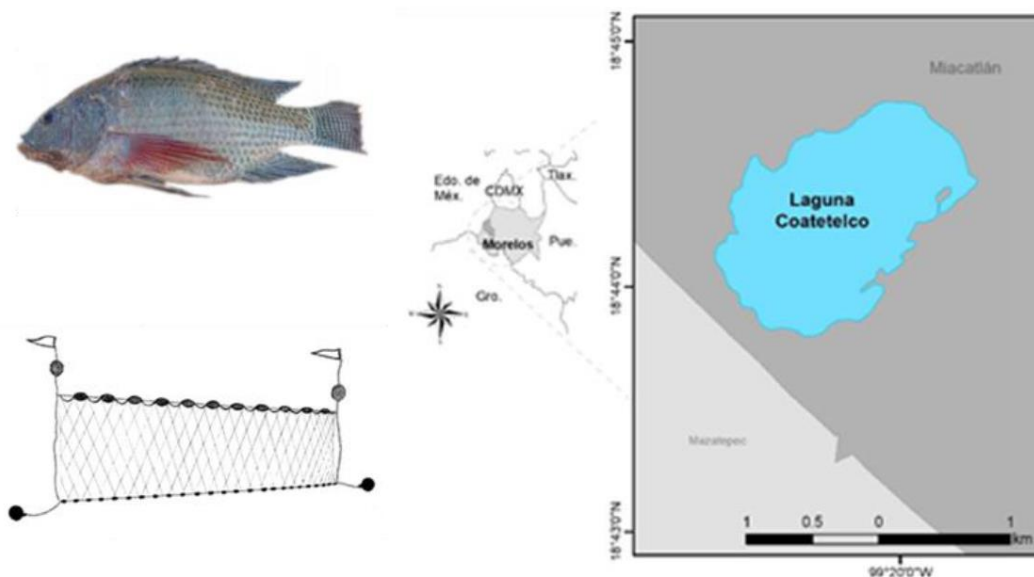 Edo. de
Méx.
CDMX
Tlax.
Morelos
Pue.
Gro.
18°45'0"N
Miacatlán
Laguna
Coatetelco
18°44'0"N
Mazatepec
18°43'0"N
1 0.5 0 1
km
99°20'0"W